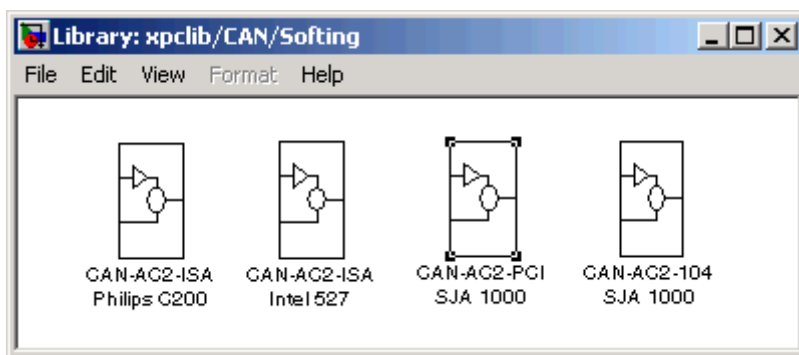 Library: xpclib/CAN/Softing
File Edit View Format Help
CAN-AC2-ISA CAN-AC2-ISA CAN-AC2-PCI CAN-AC2-104
Philips C200 Intel 527 SJA 1000 SJA 1000